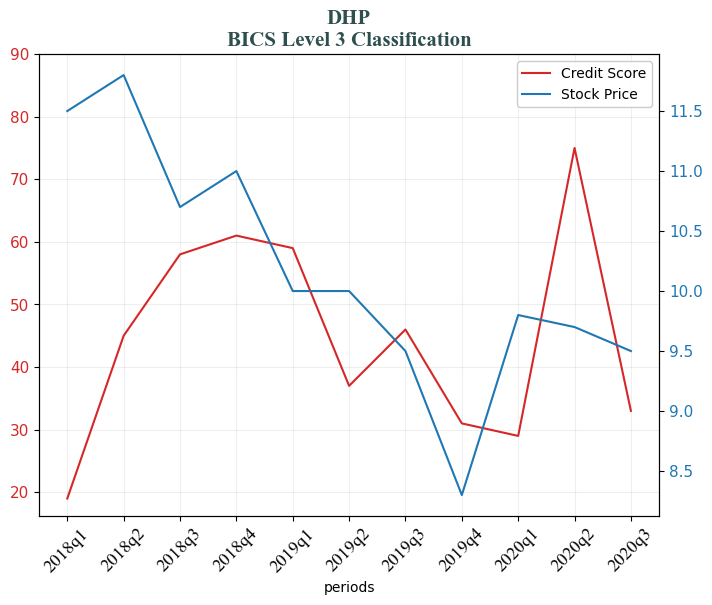 DHP
BICS Level 3 Classification
Credit Score
Stock Price
90
80
70
60
50
40
30
20
11.5
11.0
10.5
10.0
9.5
9.0
8.5
2018q1
2018q2
2018q3
2018q4
2019q1
2019q2
2019q3
2019q4
2020q1
2020q2
2020q3
periods